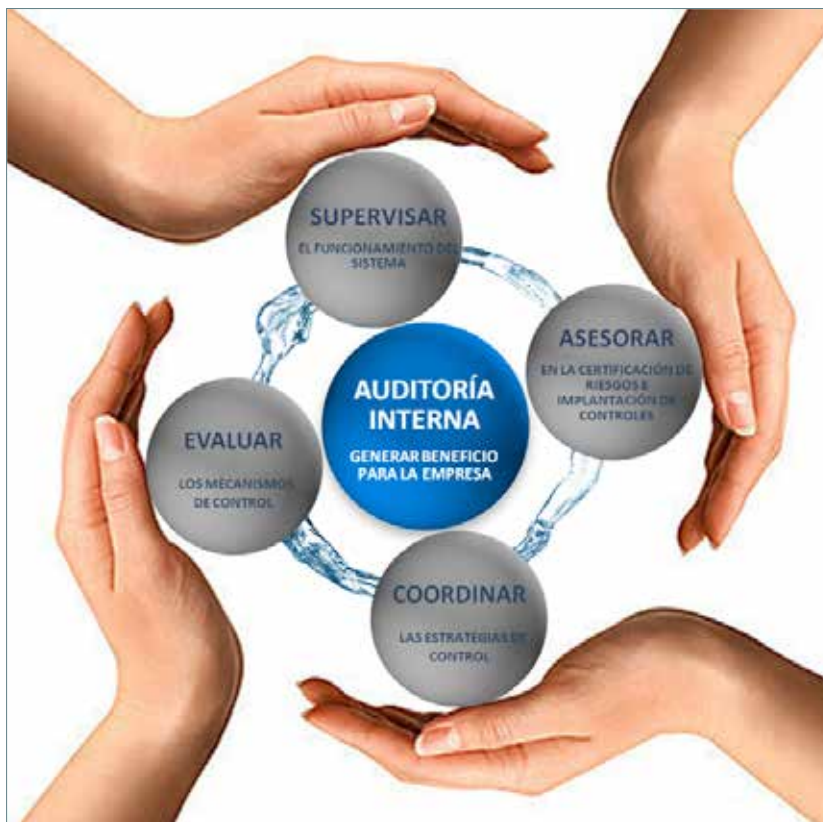 SUPERVISAR
EL FUNCIONAMIENTO DEL
SISTEMA
ASESORAR
EN LA CERTIFICACIÓN DE
RIESGOS E
IMPLANTACIÓN DE
CONTROLES
AUDITORÍA
INTERNA
GENERAR BENEFICIO
PARA LA EMPRESA
EVALUAR
LOS MECANISMOS
DE CONTROL
COORDINAR
LAS ESTRATEGIAS DE
CONTROL